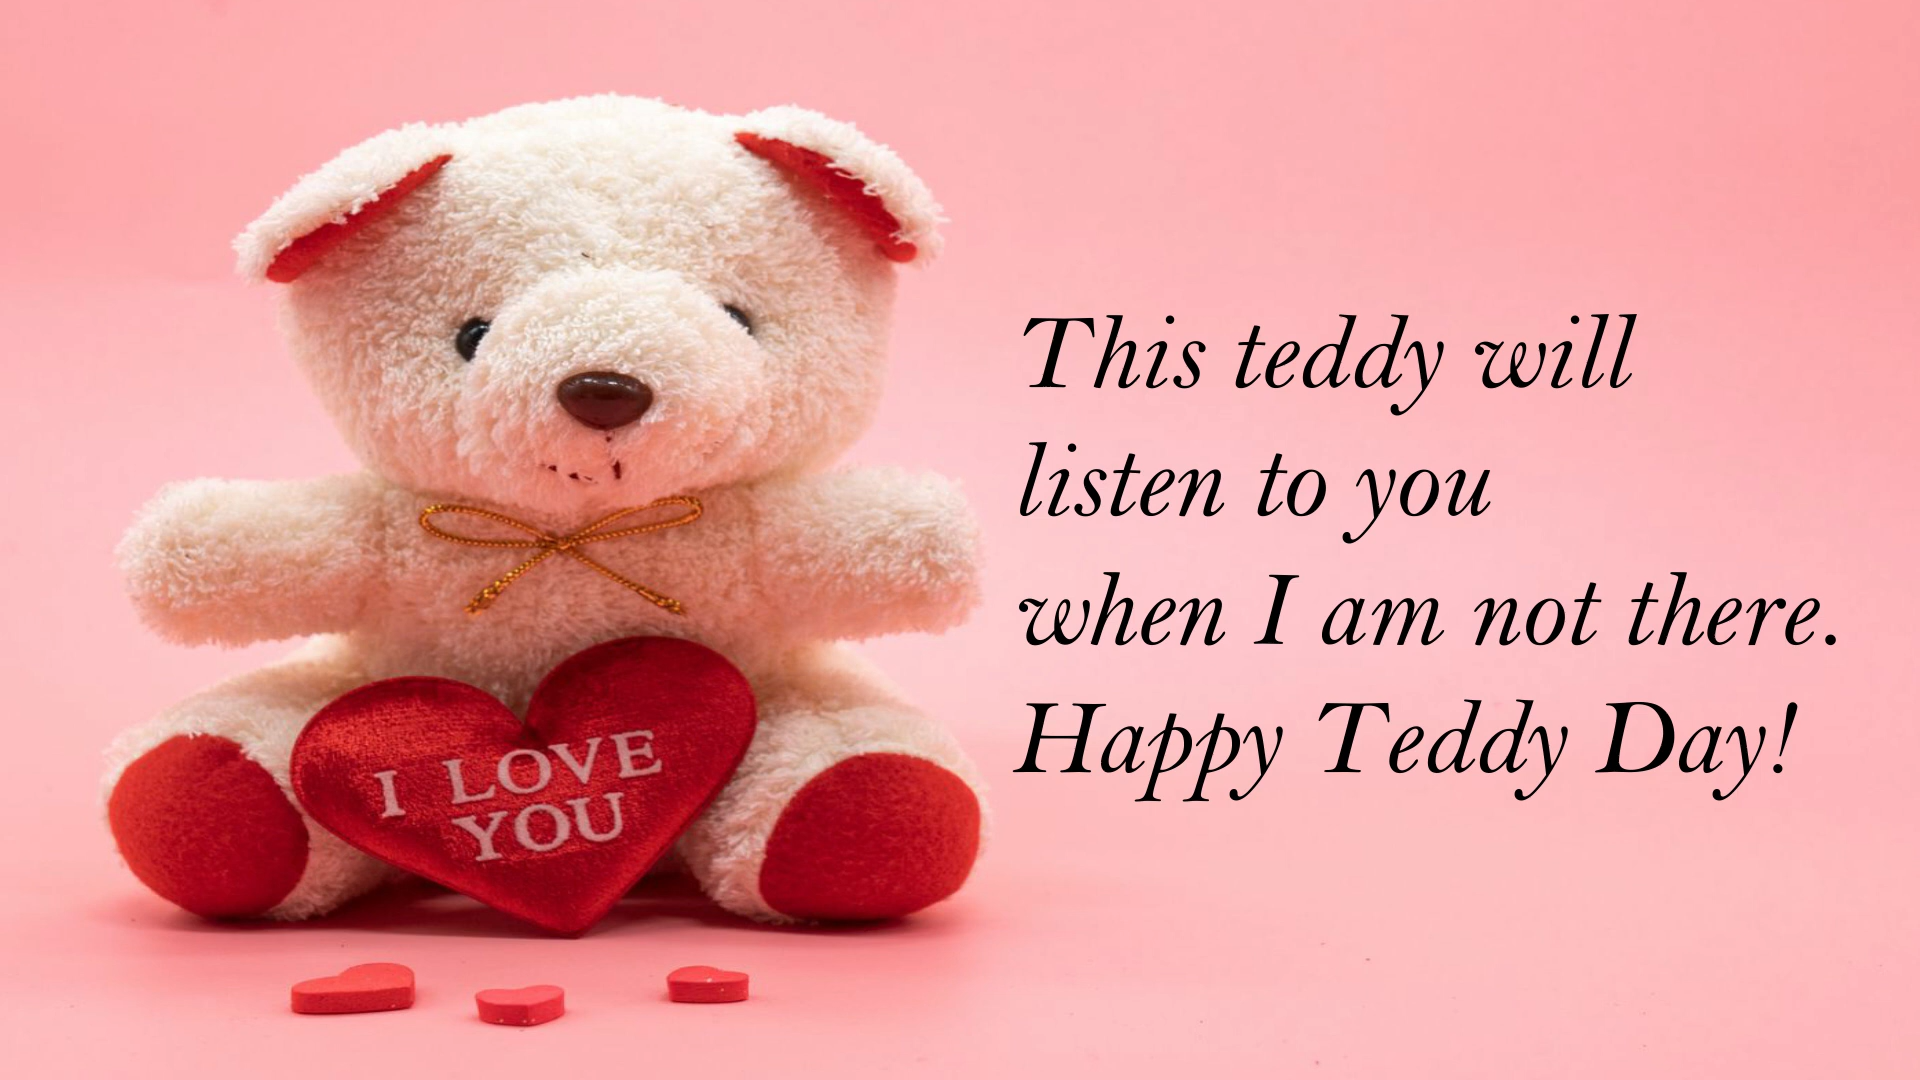 This teddy will
listen to you
when I am not there.
Happy Teddy Day!
I LOVE
YOU